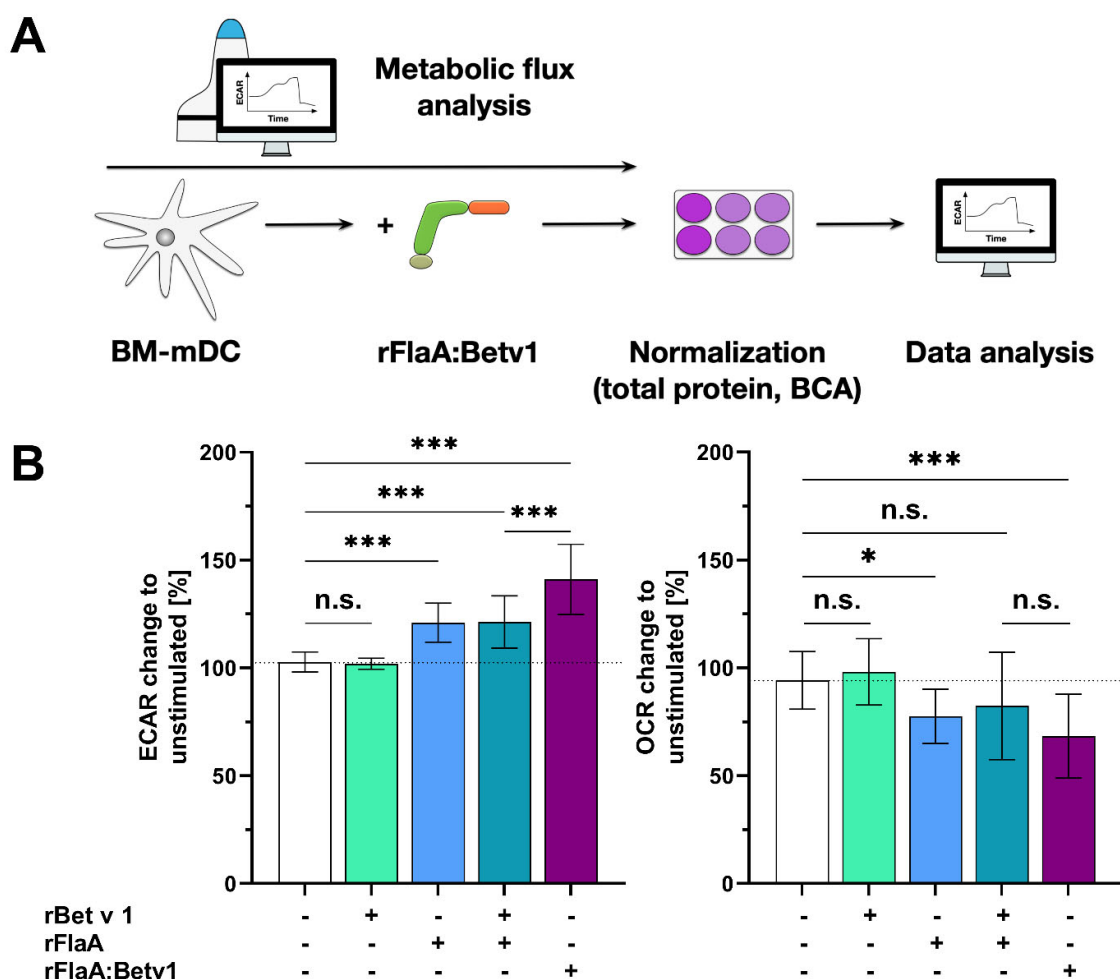 A
ECAR
Time
Metabolic flux
analysis
+
ECAR
Time
BM-mDC
rFlaA:Betv1
Normalization
(total protein, BCA)
Data analysis
B
ECAR change to
unstimulated [%]
200
150
100
50
0
***
***
***
***
n.s.
OCR change to
unstimulated [%]
200
150
100
50
0
***
n.s.
*
n.s.
n.s.
rBet v 1 - + - + - - + - + -
rFlaA - - + + - - - + + -
rFlaA:Betv1 - - - - + - - - - +